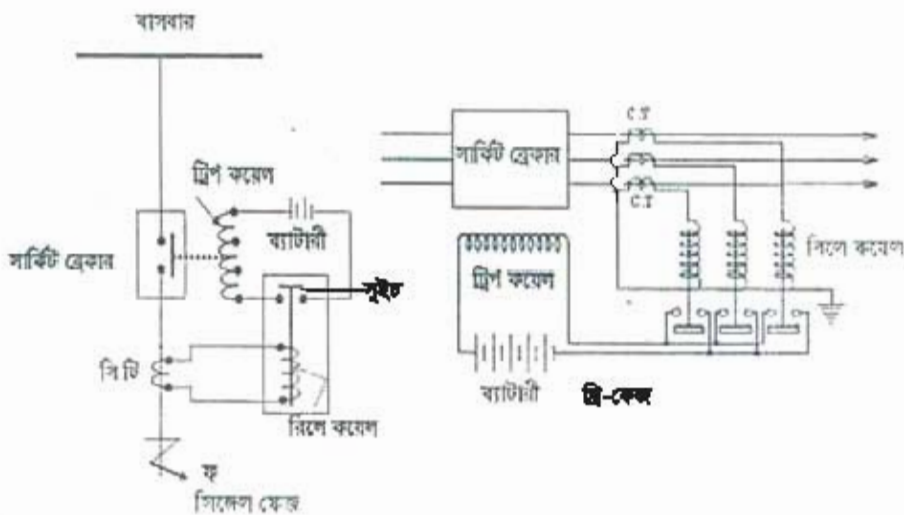 বাসবার
ট্রিপ কয়েল
ব্যাটারী
সার্কিট ব্রেকার
সুইচ
সি টি
রিলে কয়েল
ফ্
সিঙ্গেল ফেজ
C.T
সার্কিট ব্রেকার
C.T
রিলে কয়েল
ট্রিপ কয়েল
ব্যাটারী
থ্রি-ফেজ